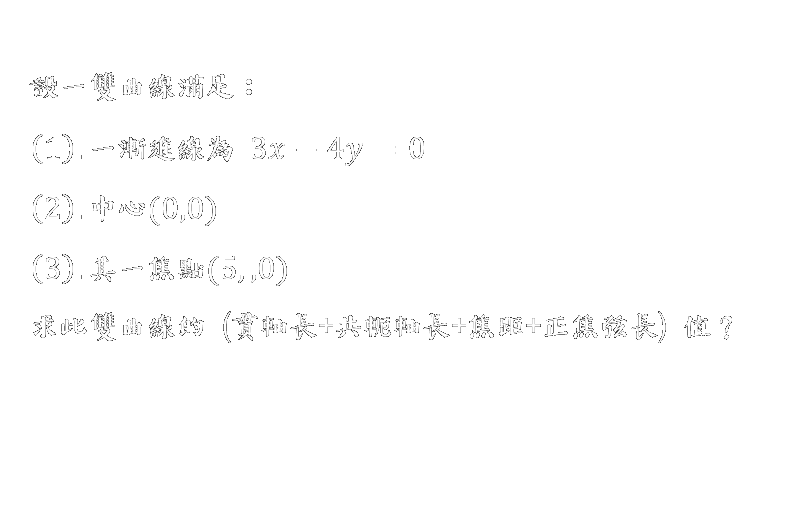 設一雙曲線滿足：
(1).一漸進線為 3x − 4y = 0
(2).中心(0,0)
(3).其一焦點(5,,0)
求此雙曲線的 (貫軸長+共軛軸長+焦距+正焦弦長) 值？